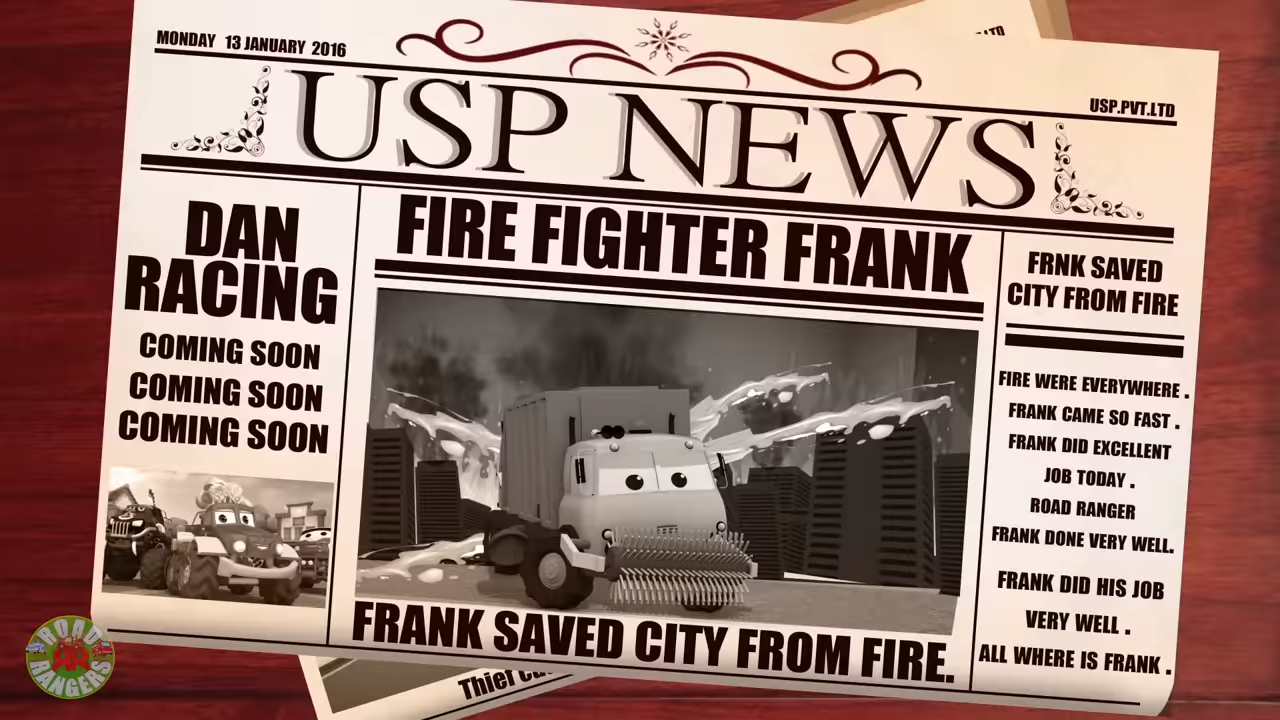 MONDAY 13 JANUARY 2016
USP.PVT.LTD
USP NEWS
DAN
RACING
COMING SOON
COMING SOON
COMING SOON
FIRE FIGHTER FRANK
FRANK SAVED CITY FROM FIRE.
FRNK SAVED
CITY FROM FIRE
FIRE WERE EVERYWHERE .
FRANK CAME SO FAST .
FRANK DID EXCELLENT
JOB TODAY .
ROAD RANGER
FRANK DONE VERY WELL.
FRANK DID HIS JOB
VERY WELL .
ALL WHERE IS FRANK .
Thief
ROAD
DANGERS